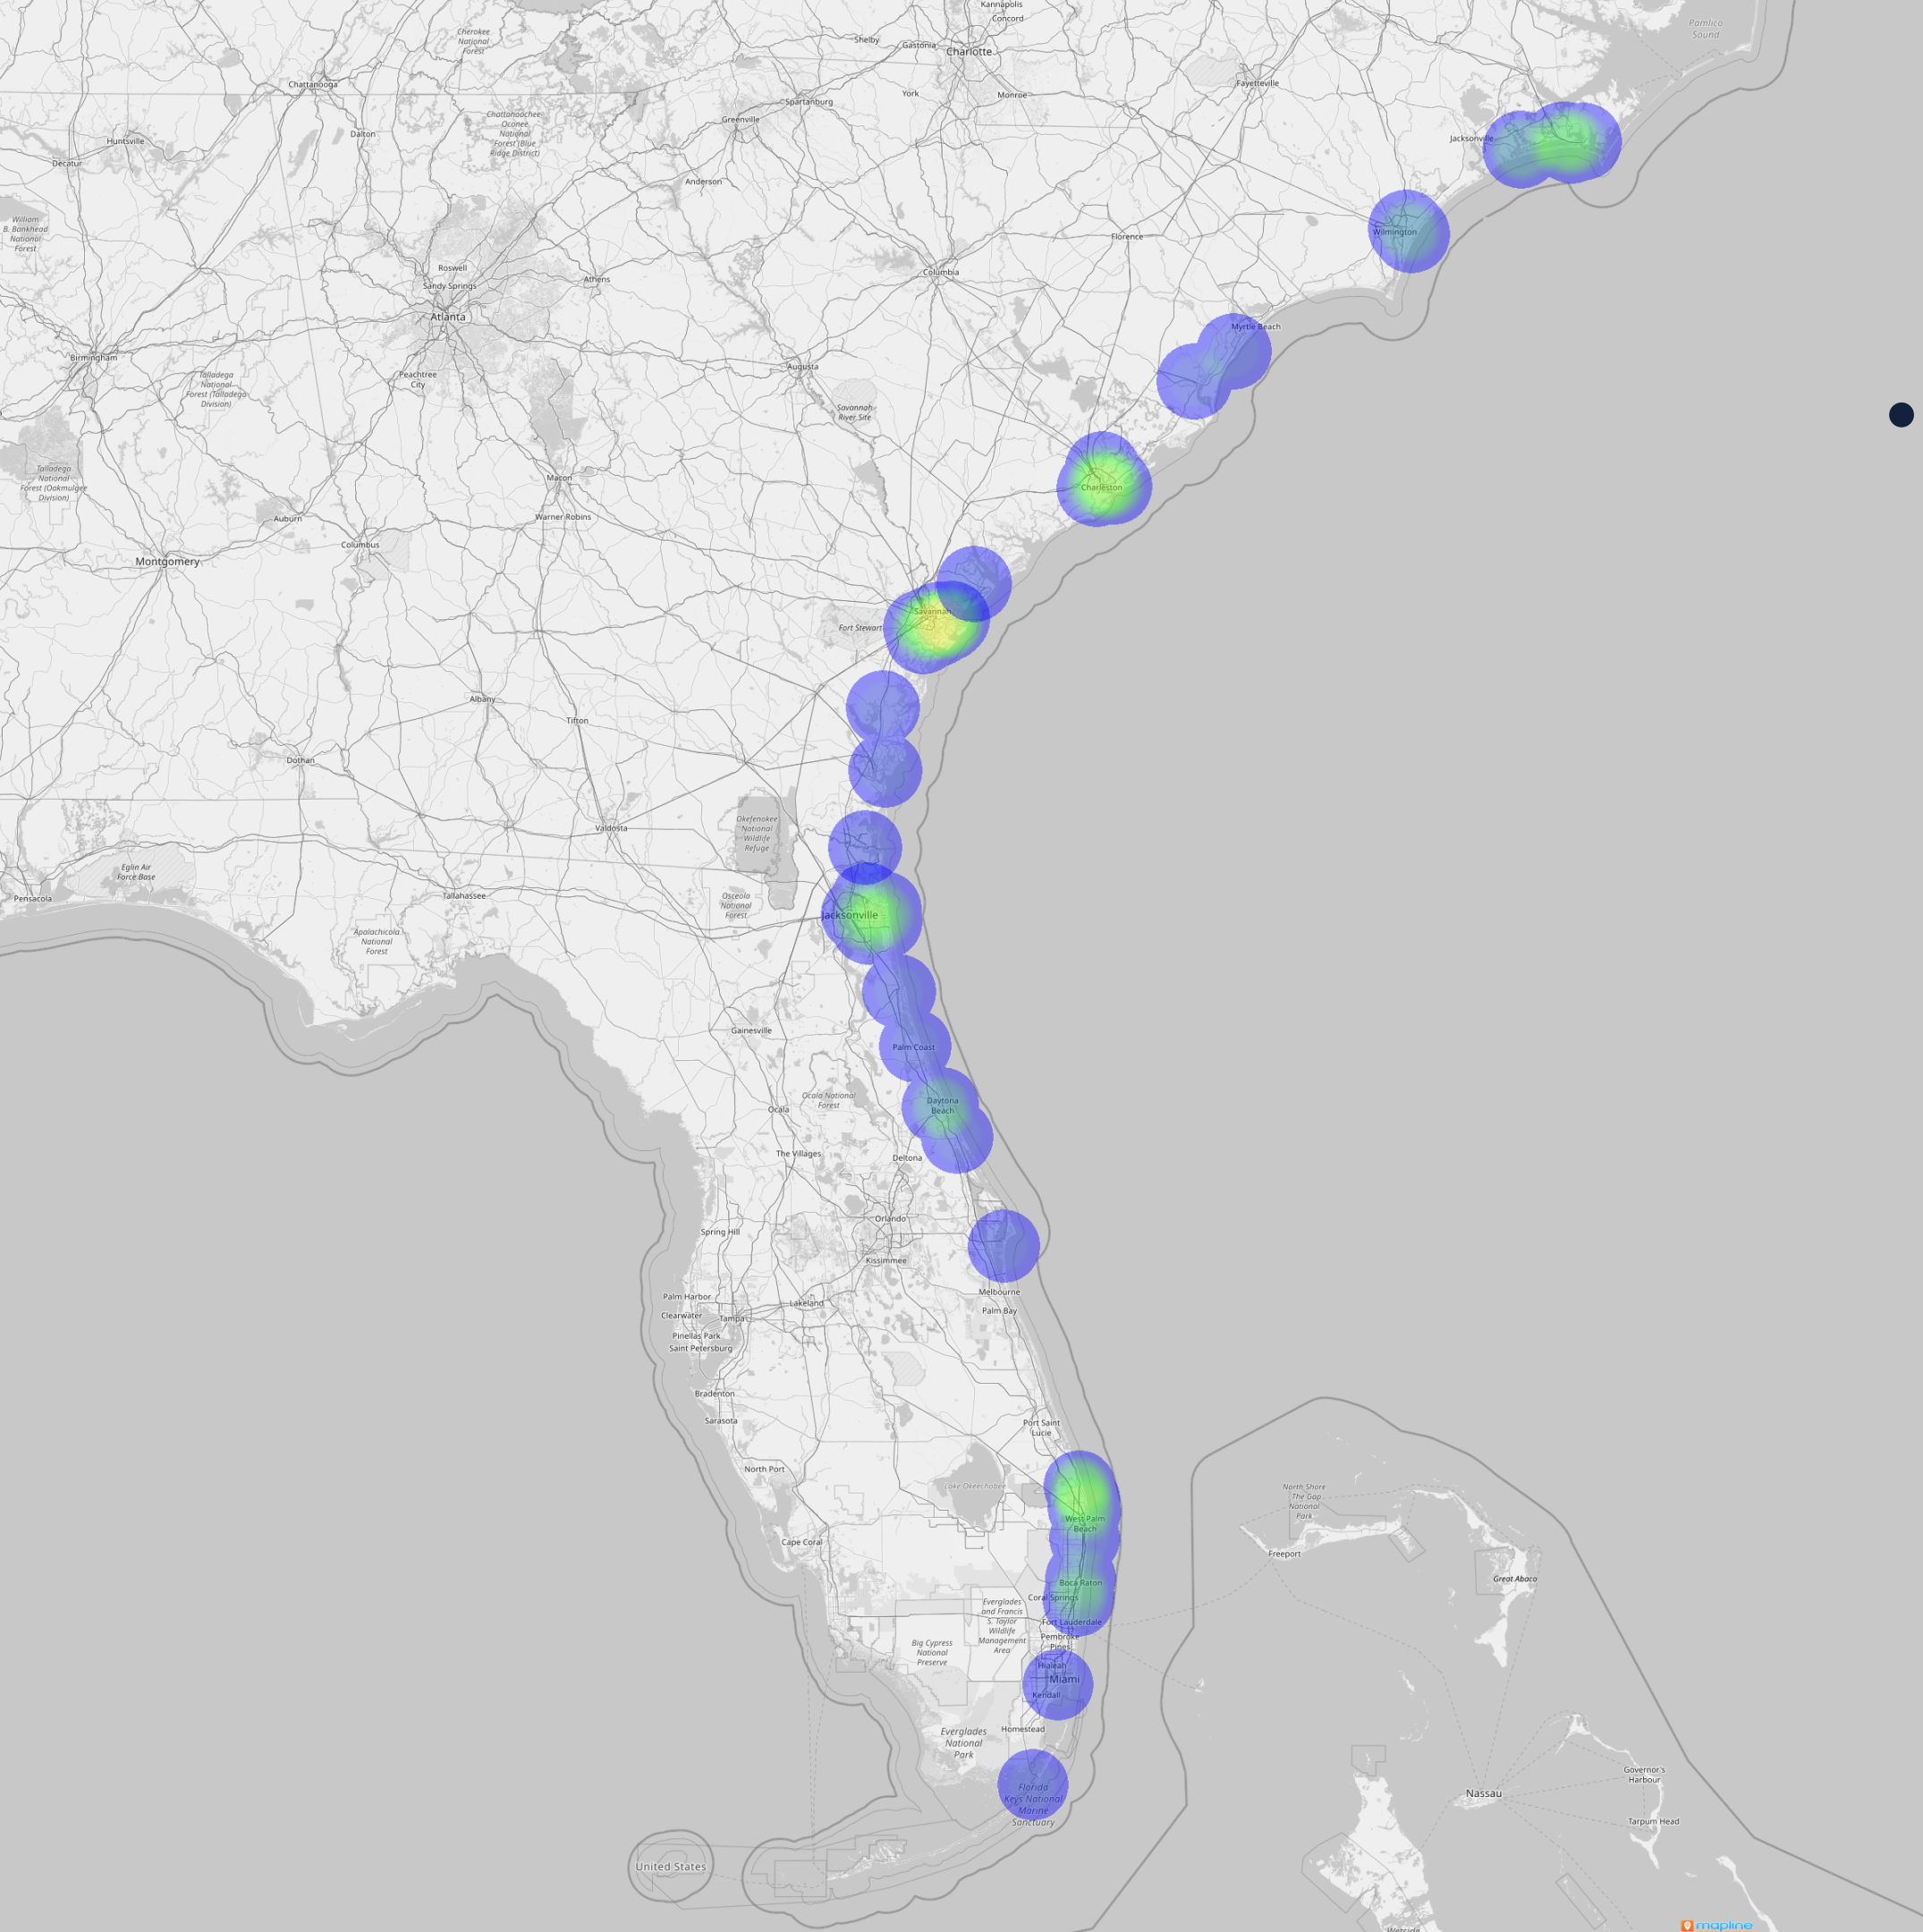 Kannapolis
Concord
Pamlico
Sound
Cherokee
National
Forest
Shelby
Gastonia
Charlotte
Chattanooga
Fayetteville
York
Monroe
Spartanburg
Greenville
Chattahoochee
Oconee
National
Forest (Blue
Ridge District)
Dalton
Huntsville
Decatur
Jacksonville
Anderson
William
B. Bankhead
National
Forest
Wilmington
Florence
Roswell
Sandy Springs
Athens
Columbia
Atlanta
Myrtle Beach
Birmingham
Peachtree
City
Augusta
Talladega
National
Forest (Talladega
Division)
Savannah
River Site
Talladega
National
Forest (Oakmulgee
Division)
Macon
Charleston
Auburn
Warner Robins
Columbus
Montgomery
Savannah
Fort Stewart
Albany
Tifton
Dothan
Valdosta
Okefenokee
National
Wildlife
Refuge
Eglin Air
Force Base
Pensacola
Tallahassee
Osceola
National
Forest
Jacksonville
Apalachicola
National
Forest
Gainesville
Palm Coast
Ocala National
Forest
Ocala
Daytona
Beach
The Villages
Deltona
Orlando
Spring Hill
Kissimmee
Melbourne
Palm Bay
Palm Harbor
Lakeland
Clearwater
Tampa
Pinellas Park
Saint Petersburg
Bradenton
Sarasota
Port Saint
Lucie
North Port
Lake Okeechobee
North Shore
The Gap
National
Park
West Palm
Beach
Cape Coral
Freeport
Boca Raton
Great Abaco
Coral Springs
Everglades
and Francis
S. Taylor
Wildlife
Management
Area
Fort Lauderdale
Pembroke
Pines
Big Cypress
National
Preserve
Hialeah
Miami
Kendall
Homestead
Everglades
National
Park
Florida
Keys National
Marine
Sanctuary
Governor's
Harbour
Nassau
Tarpum Head
United States
mapline